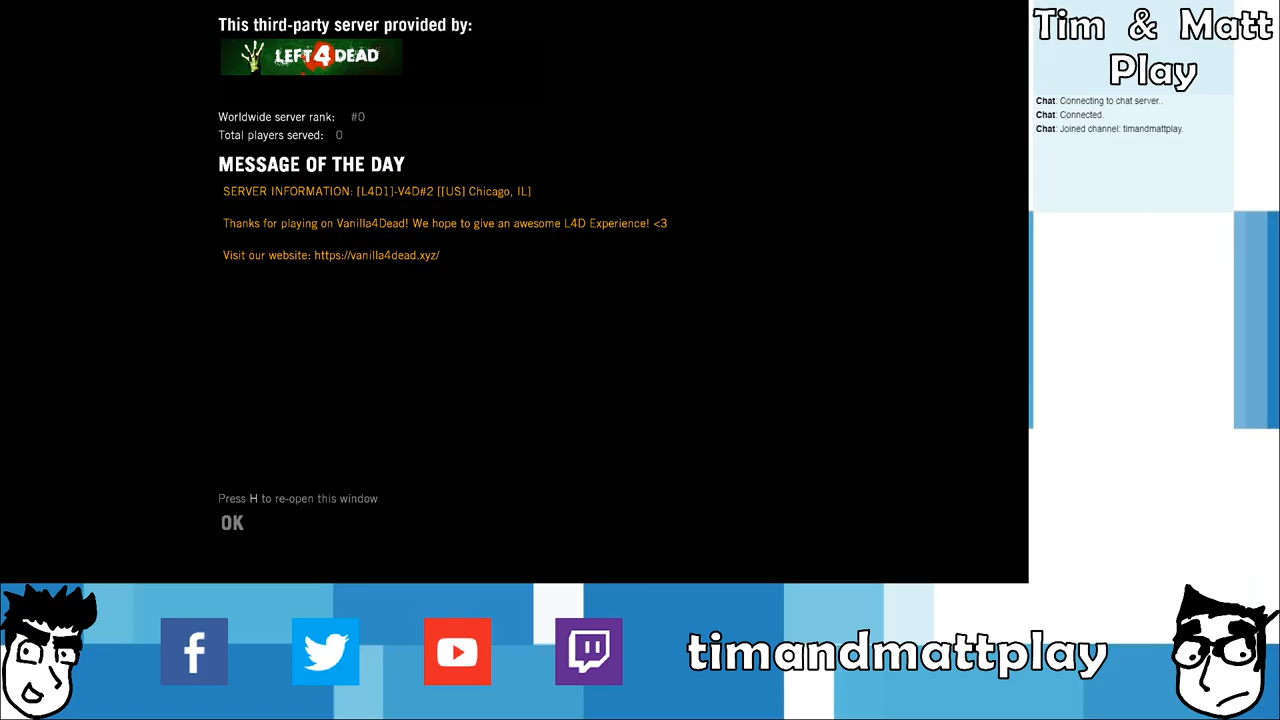 This third-party server provided by:
LEFT 4 DEAD
Worldwide server rank: #0
Total players served: 0
MESSAGE OF THE DAY
SERVER INFORMATION: [L4D1]-V4D#2 [[US] Chicago, IL]
Thanks for playing on Vanilla4Dead! We hope to give an awesome L4D Experience! <3
Visit our website: https://vanilla4dead.xyz/
Press H to re-open this window
OK
Tim & Matt
Play
Chat: Connecting to chat server..
Chat: Connected.
Chat: Joined channel: timandmattplay.
timandmattplay